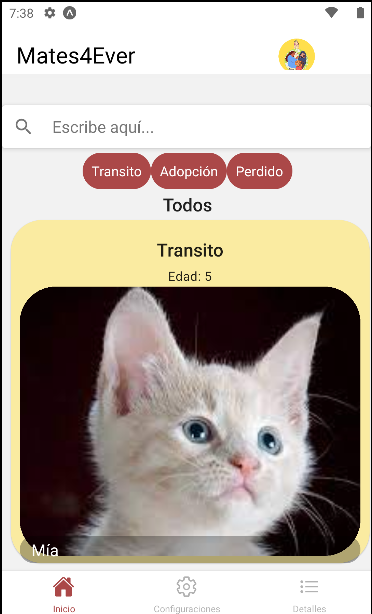 7:38
Mates4Ever
Escribe aquí...
Transito Adopción Perdido
Todos
Transito
Edad: 5
Mía
Inicio Configuraciones Detalles